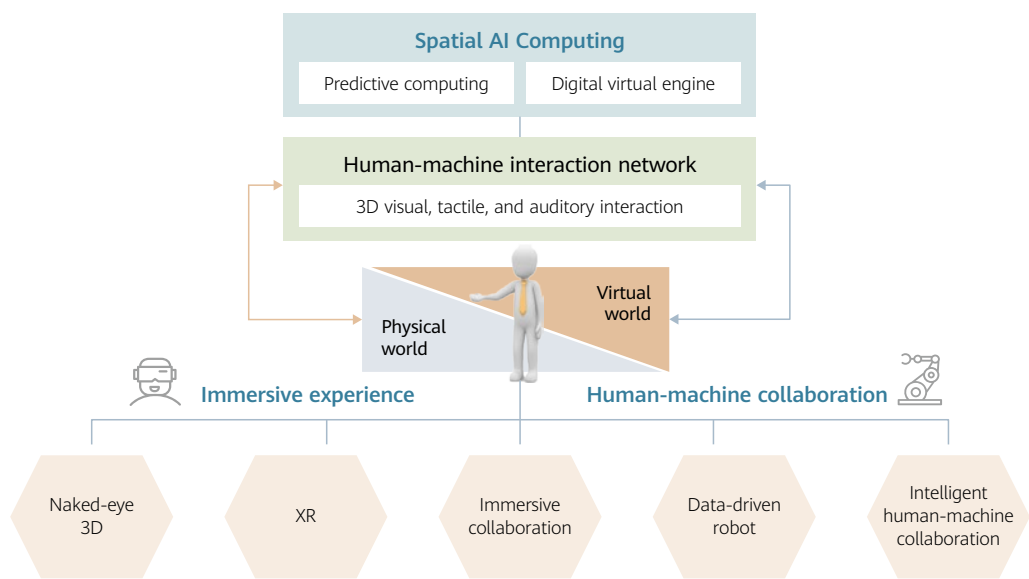 Spatial AI Computing
Predictive computing
Digital virtual engine
Human-machine interaction network
3D visual, tactile, and auditory interaction
Virtual
world
Physical
world
Immersive experience
Human-machine collaboration
Naked-eye
3D
XR
Immersive
collaboration
Data-driven
robot
Intelligent
human-machine
collaboration